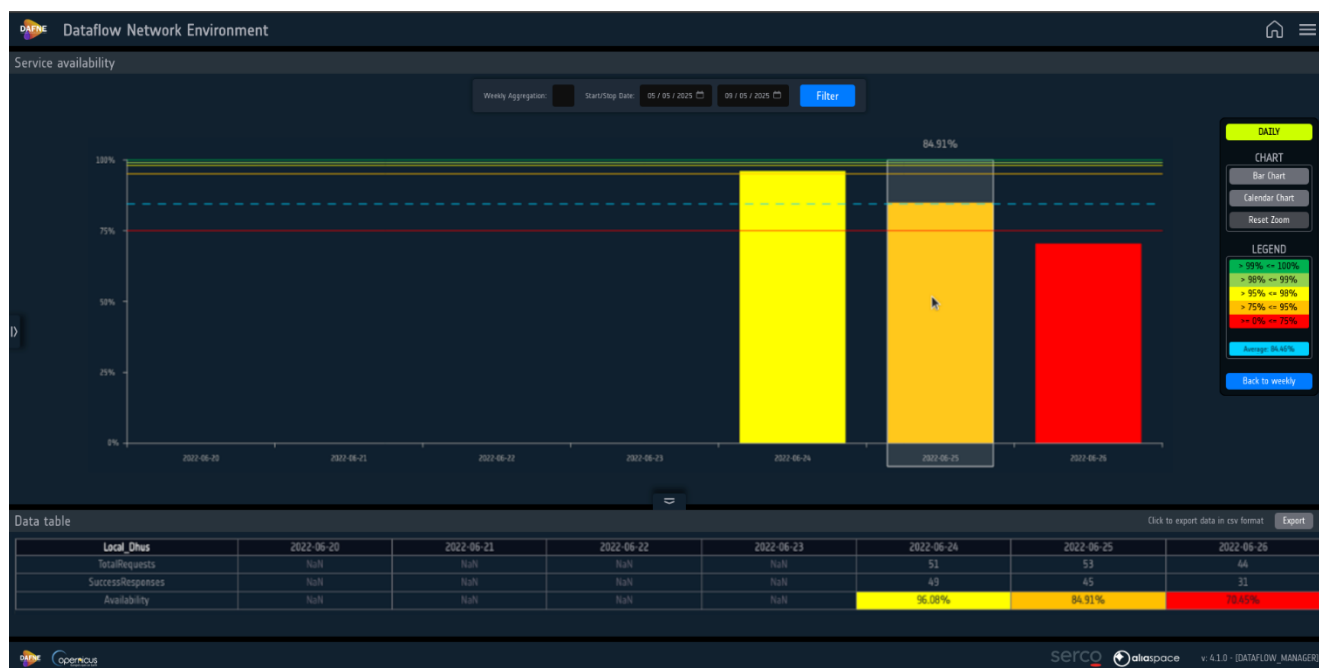 DAFNE Dataflow Network Environment
Service availability
Weekly Aggregation: Start/Stop Date: 05 / 05 / 2025 09 / 05 / 2025 Filter
DAILY
84.91%
CHART
Bar Chart
Calendar Chart
Reset Zoom
LEGEND
> 99% <= 100%
> 98% <= 99%
> 95% <= 98%
> 75% <= 95%
>= 0% <= 75%
Average: 84.48%
Back to weekly
100%
75%
50%
25%
0%
2022-06-20 2022-06-21 2022-06-22 2022-06-23 2022-06-24 2022-06-25 2022-06-26
Data table Click to export data in csv format Export
Local_Dhus 2022-06-20 2022-06-21 2022-06-22 2022-06-23 2022-06-24 2022-06-25 2022-06-26
TotalRequests NaN NaN NaN NaN 51 53 44
SuccessResponses NaN NaN NaN NaN 49 45 31
Availability NaN NaN NaN NaN 96.08% 84.91% 70.45%
DAFNE opernicus serco aliaspace v: 4.1.0 - [DATAFLOW_MANAGER]